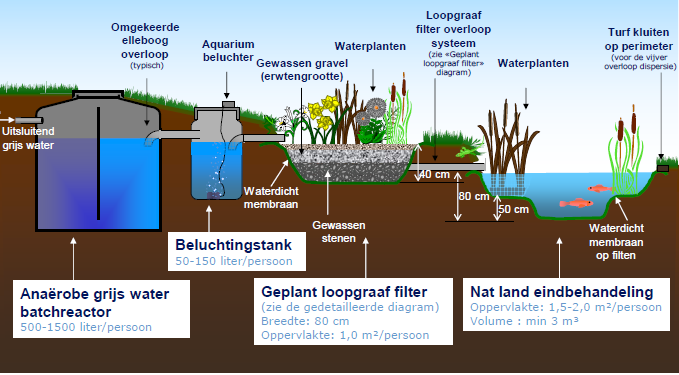 Omgekeerde
elleboog
overloop
(typisch)
Aquarium
beluchter
Gewassen gravel
(erwtengrootte)
Waterplanten
Loopgraaf
filter overloop
systeem
(zie «Geplant
loopgraaf filter»
diagram)
Waterplanten
Turf kluiten
op perimeter
(voor de vijver
overloop dispersie)
Uitsluitend
grijs water
Waterdicht
membraan
Gewassen
stenen
40 cm
80 cm
50 cm
Waterdicht
membraan
op filten
Anaërobe grijs water
batchreactor
500-1500 liter/persoon
Beluchtingstank
50-150 liter/persoon
Geplant loopgraaf filter
(zie de gedetailleerde diagram)
Breedte: 80 cm
Oppervlakte: 1,0 m²/persoon
Nat land eindbehandeling
Oppervlakte: 1,5-2,0 m²/persoon
Volume : min 3 m³